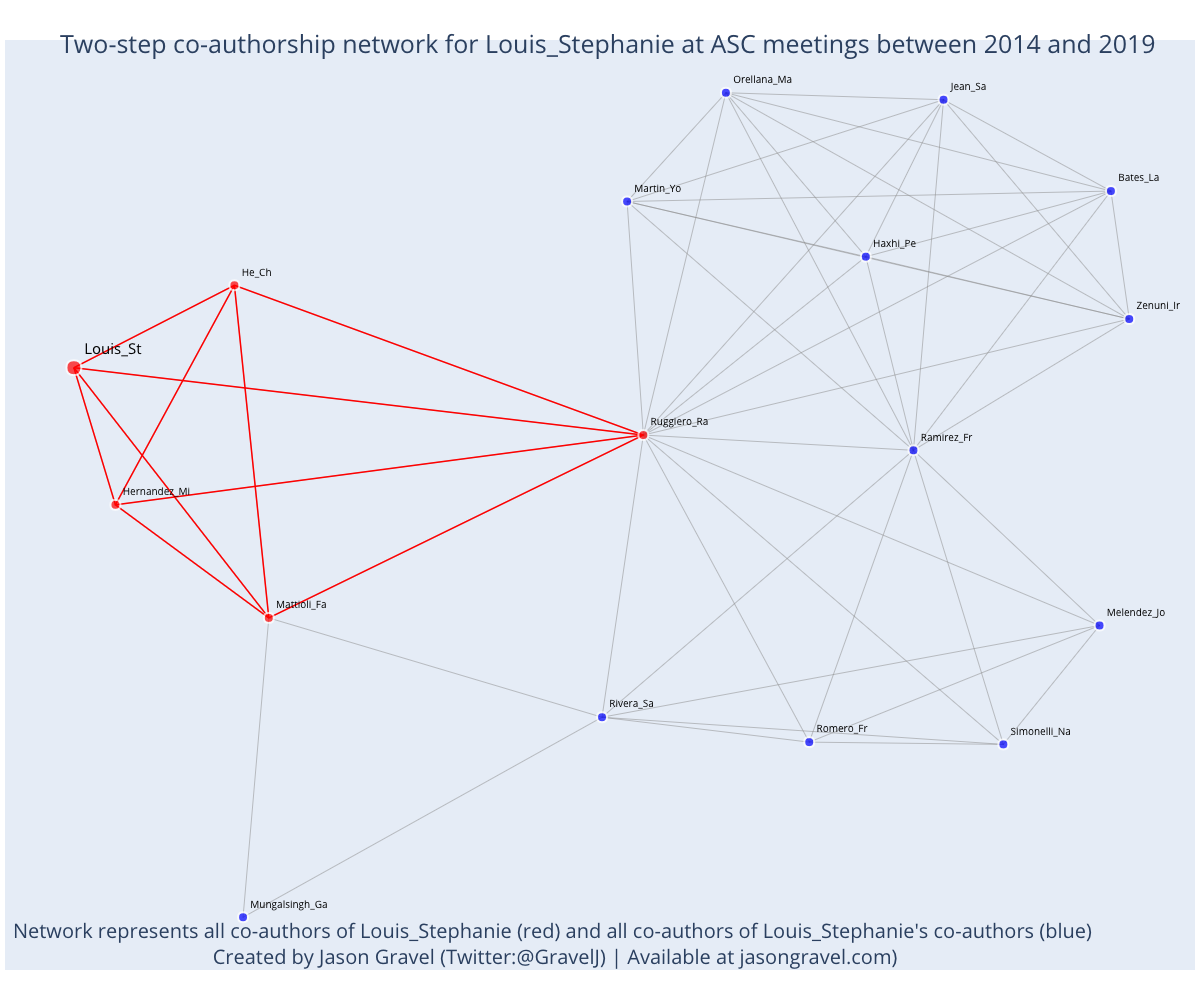 Two-step co-authorship network for Louis_Stephanie at ASC meetings between 2014 and 2019
Orellana_Ma
Jean_Sa
Bates_La
Martin_Yo
Haxhi_Pe
He_Ch
Zenuni_Ir
Louis_St
Ruggiero_Ra
Ramirez_Fr
Hernandez_Mi
Mattioli_Fa
Melendez_Jo
Rivera_Sa
Romero_Fr
Simonelli_Na
Mungalsingh_Ga
Network represents all co-authors of Louis_Stephanie (red) and all co-authors of Louis_Stephanie's co-authors (blue)
Created by Jason Gravel (Twitter:@GravelJ) | Available at jasongravel.com)